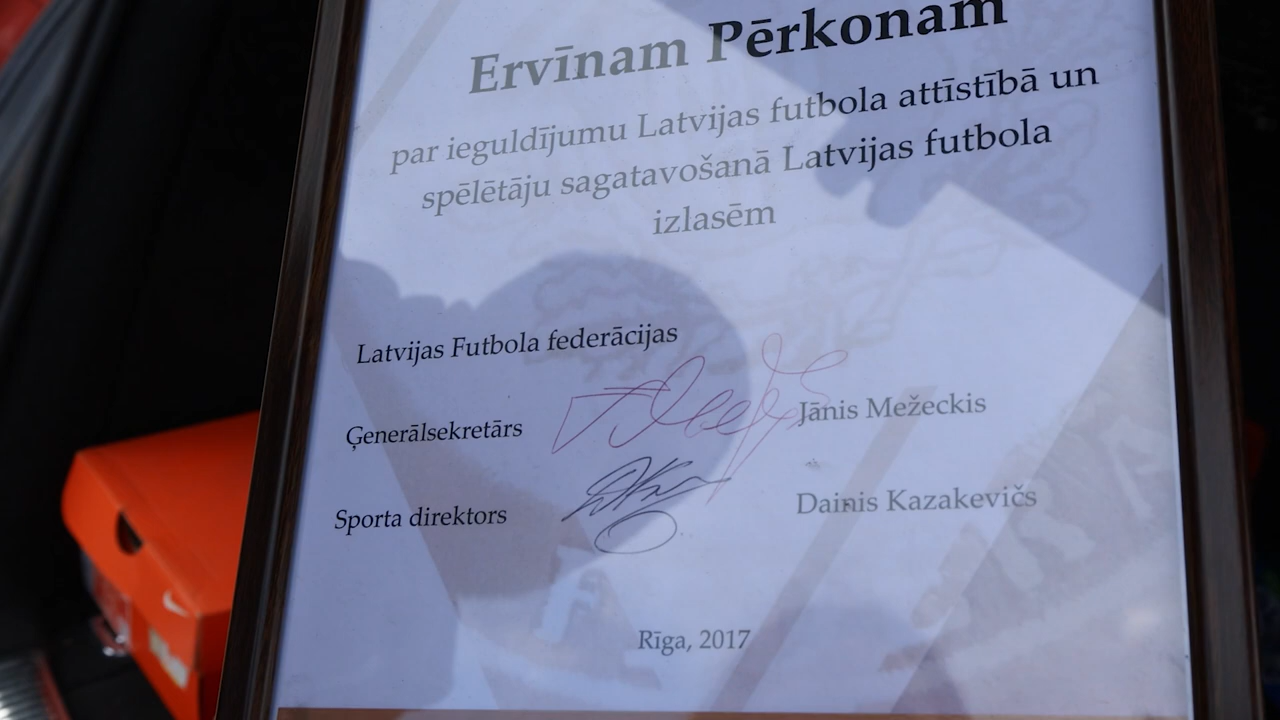 Ervīnam Pērkonam
par ieguldījumu Latvijas futbola attīstībā un
spēlētāju sagatavošanā Latvijas futbola
izlasēm
Latvijas Futbola federācijas
Ģenerālsekretārs Jānis Mežeckis
Sporta direktors Dainis Kazakevičs
Rīga, 2017